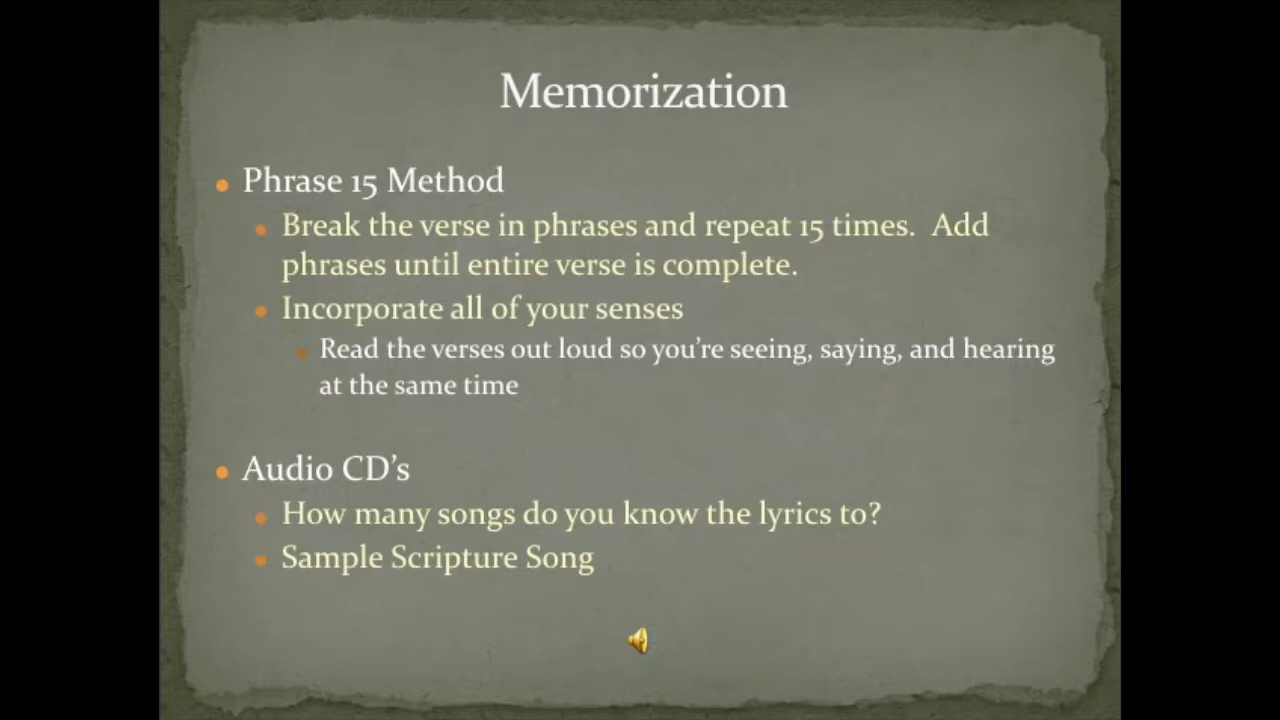 Memorization
Phrase 15 Method
Break the verse in phrases and repeat 15 times.  Add
phrases until entire verse is complete.
Incorporate all of your senses
Read the verses out loud so you’re seeing, saying, and hearing
at the same time
Audio CD’s
How many songs do you know the lyrics to?
Sample Scripture Song